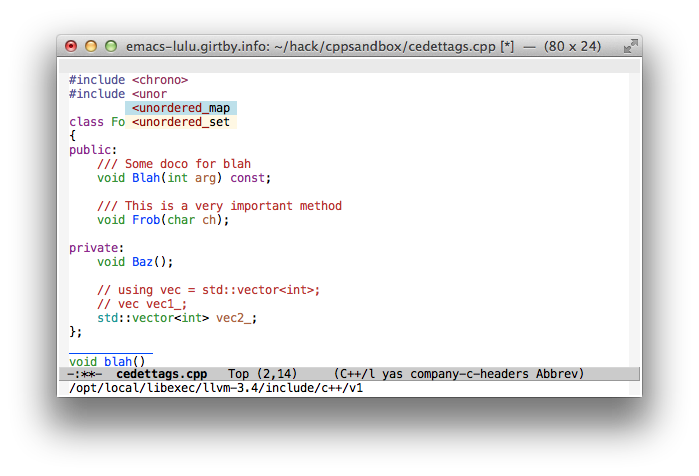 emacs-lulu.girtby.info: ~/hack/cppsandbox/cedettags.cpp [*] — (80 x 24)
#include <chrono>
#include <unor
<unordered_map
class Fo <unordered_set
{
public:
    /// Some doco for blah
    void Blah(int arg) const;
    /// This is a very important method
    void Frob(char ch);
private:
    void Baz();
    // using vec = std::vector<int>;
    // vec vec1_;
    std::vector<int> vec2_;
};
void blah()
-:**-  cedettags.cpp   Top (2,14)     (C++/l yas company-c-headers Abbrev)
/opt/local/libexec/llvm-3.4/include/c++/v1